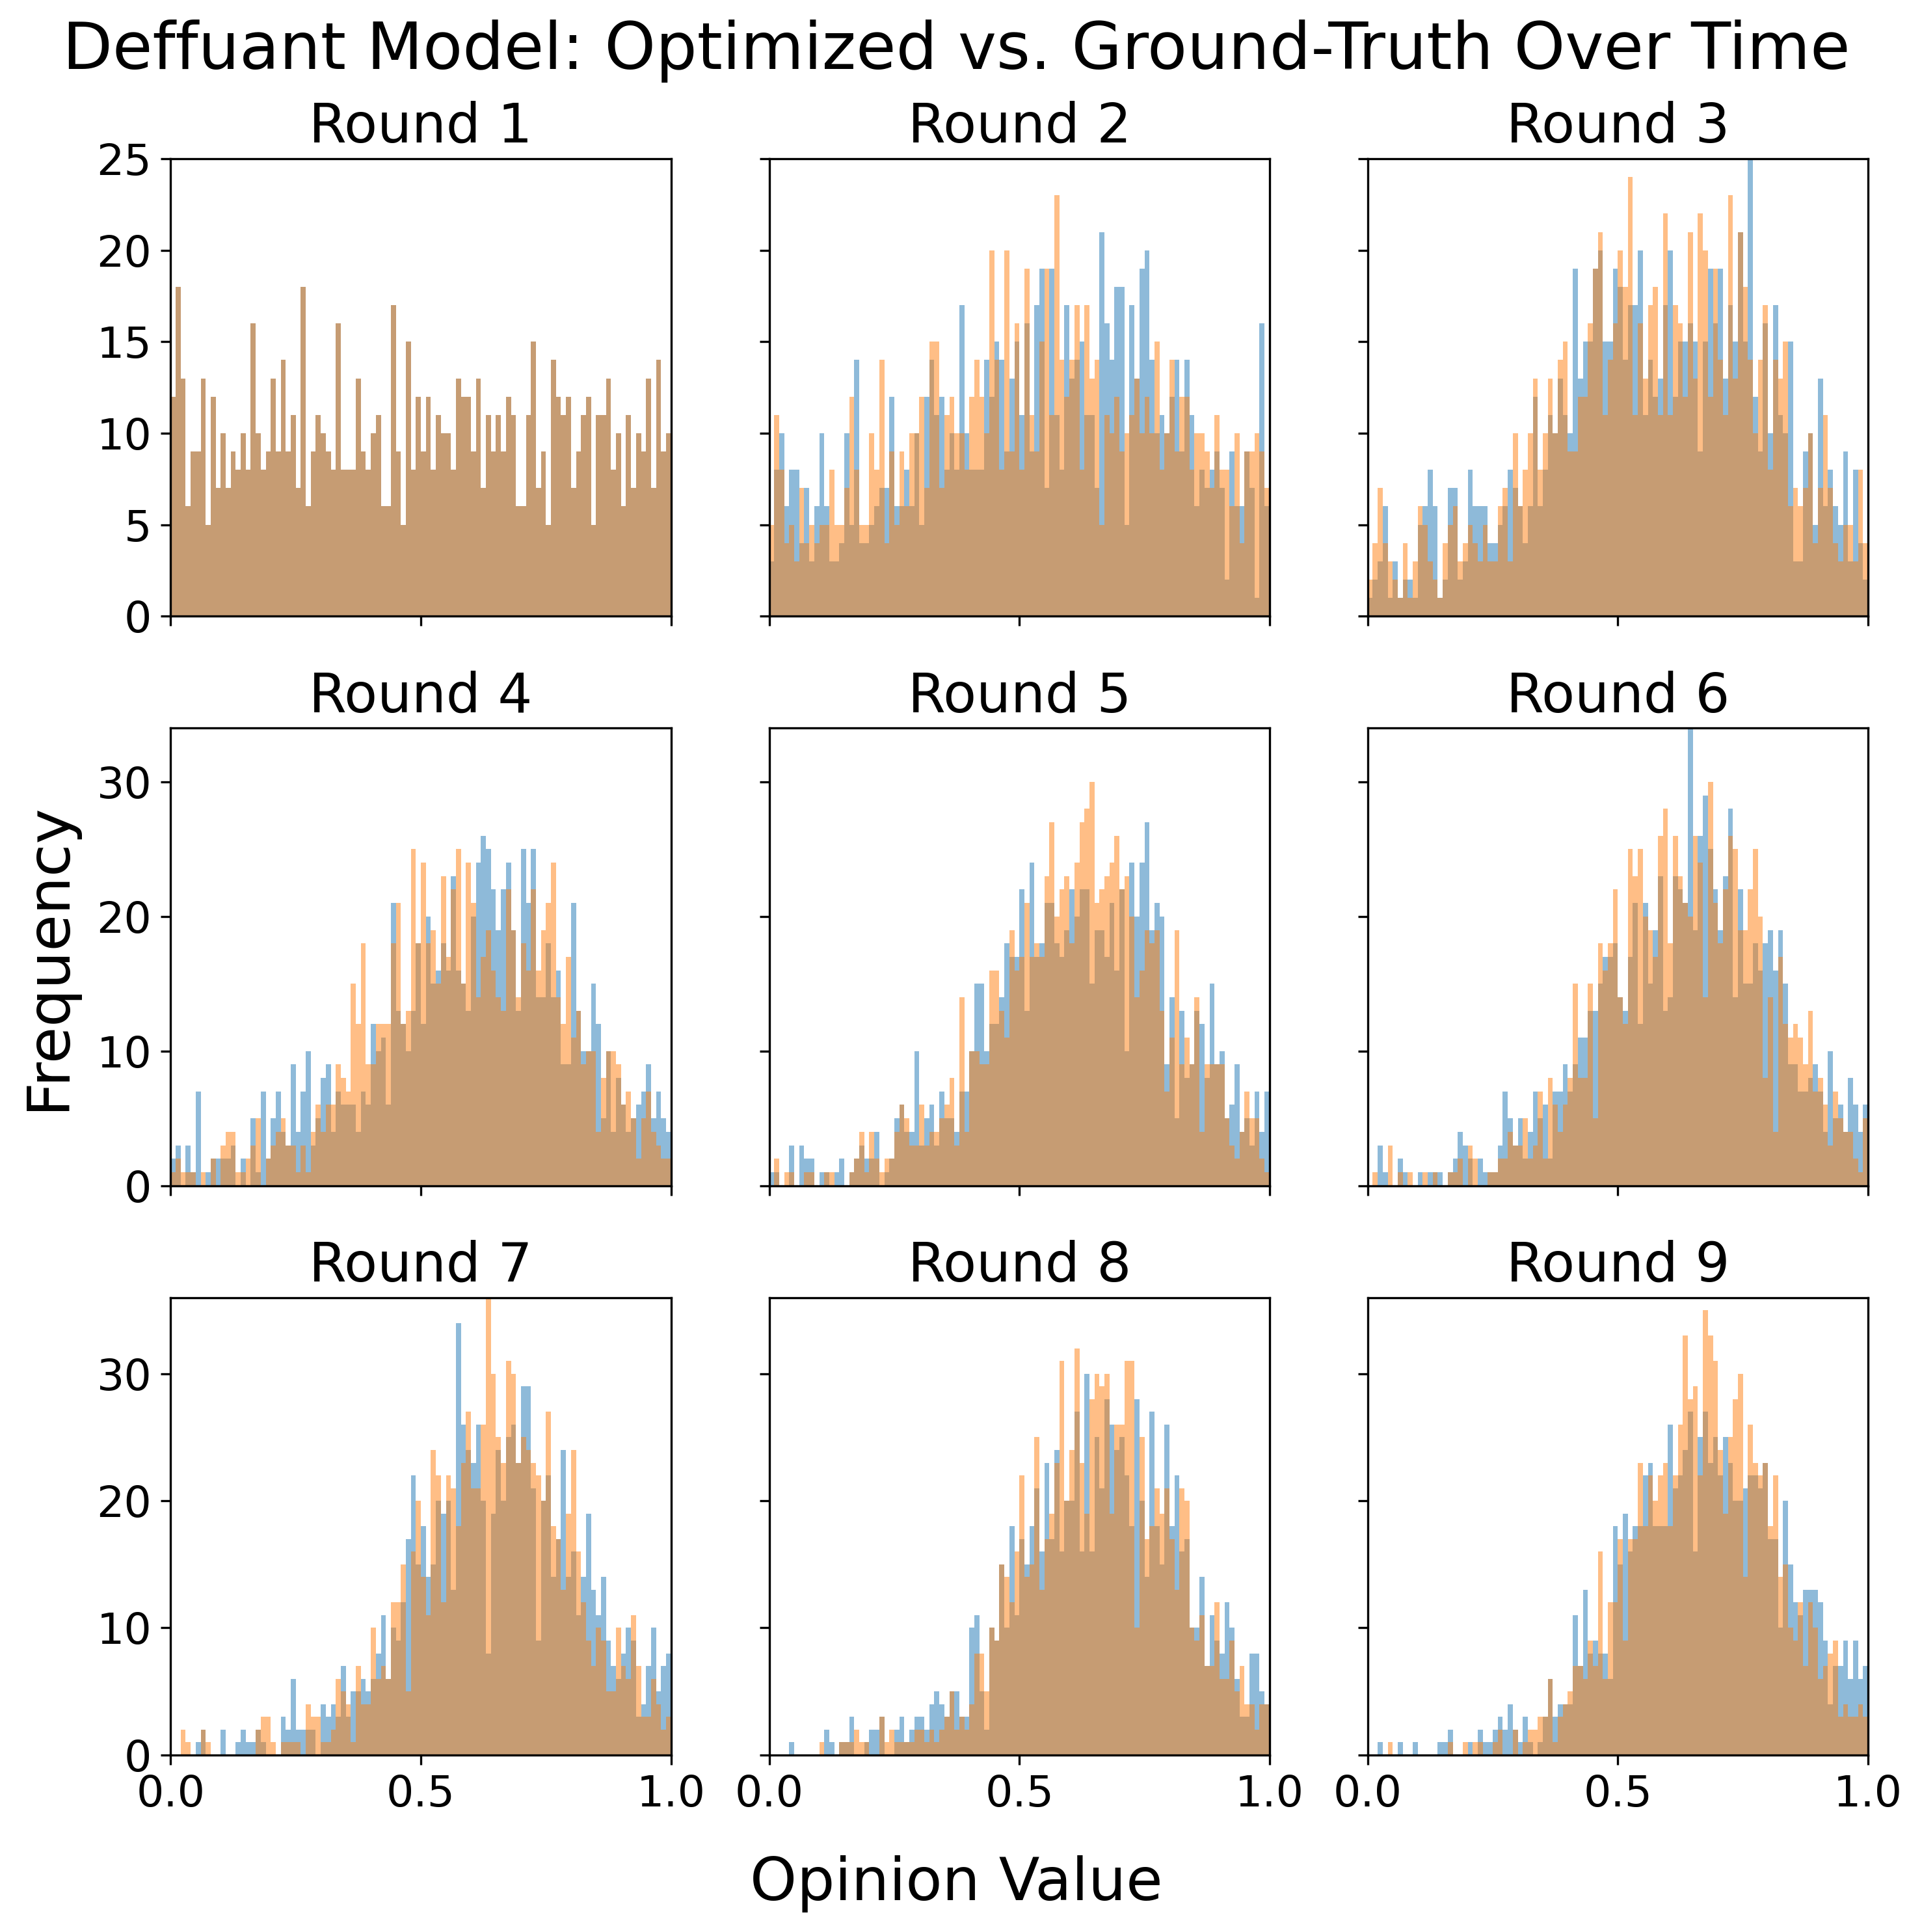 Deffuant Model: Optimized vs. Ground-Truth Over Time
Round 1
Round 2
Round 3
25
20
15
10
5
0
Round 4
Round 5
Round 6
30
20
10
0
Frequency
Round 7
Round 8
Round 9
30
20
10
0
0.0
0.5
1.0
0.0
0.5
1.0
0.0
0.5
1.0
Opinion Value